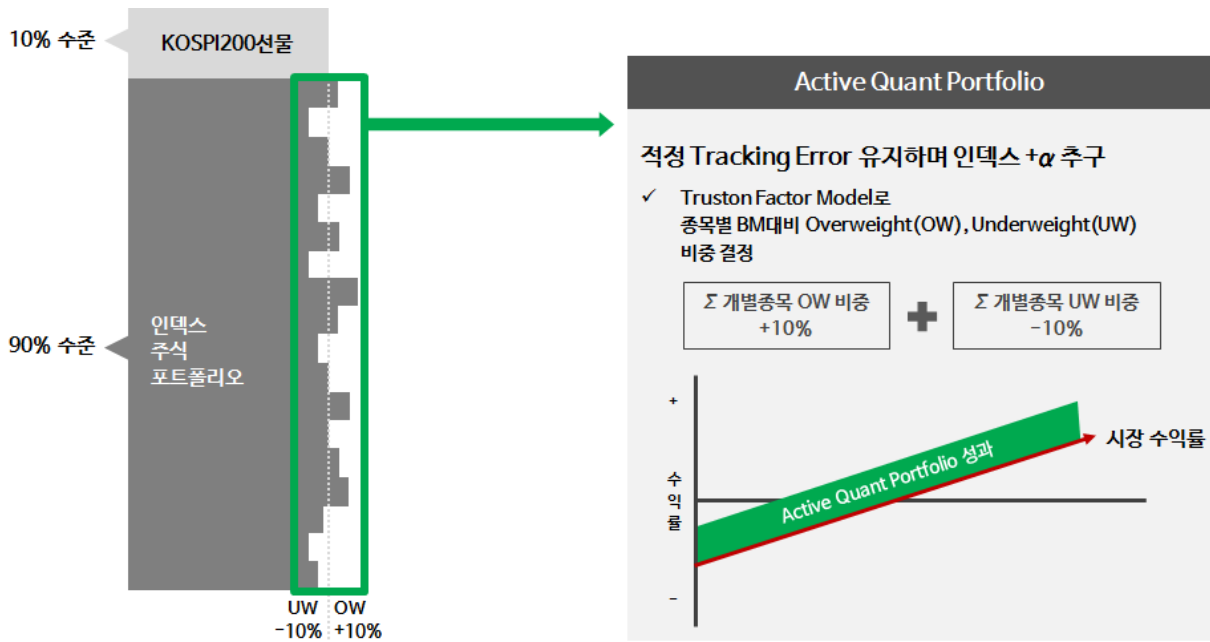 10% 수준
KOSPI200선물
90% 수준
인덱스
주식
포트폴리오
UW
-10%
OW
+10%
Active Quant Portfolio
적정 Tracking Error 유지하며 인덱스 +α 추구
✓ Truston Factor Model로
종목별 BM대비 Overweight(OW), Underweight(UW)
비중 결정
Σ 개별종목 OW 비중
+10%
Σ 개별종목 UW 비중
-10%
+
수
익
률
-
Active Quant Portfolio 성과
시장 수익률